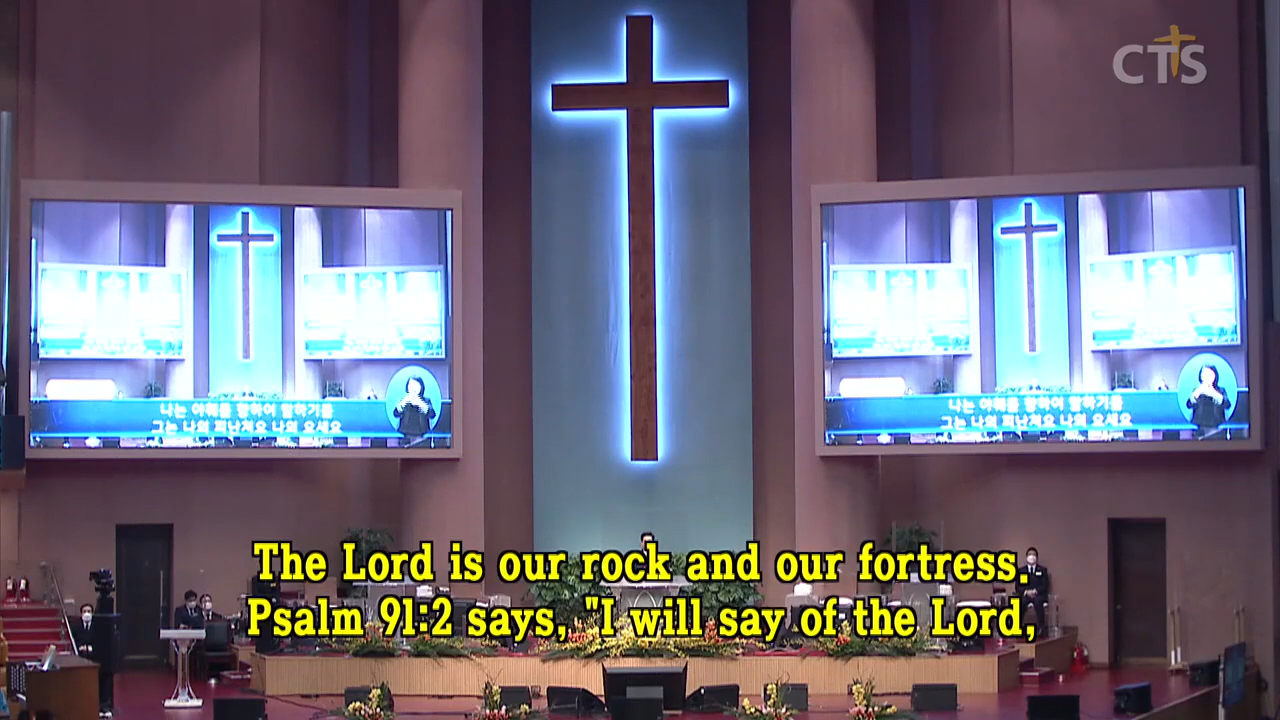 CTS
나는 여호와를 향하여 말하기를
그는 나의 피난처요 나의 요새요
나는 여호와를 향하여 말하기를
그는 나의 피난처요 나의 요새요
The Lord is our rock and our fortress.
Psalm 91:2 says, "I will say of the Lord,